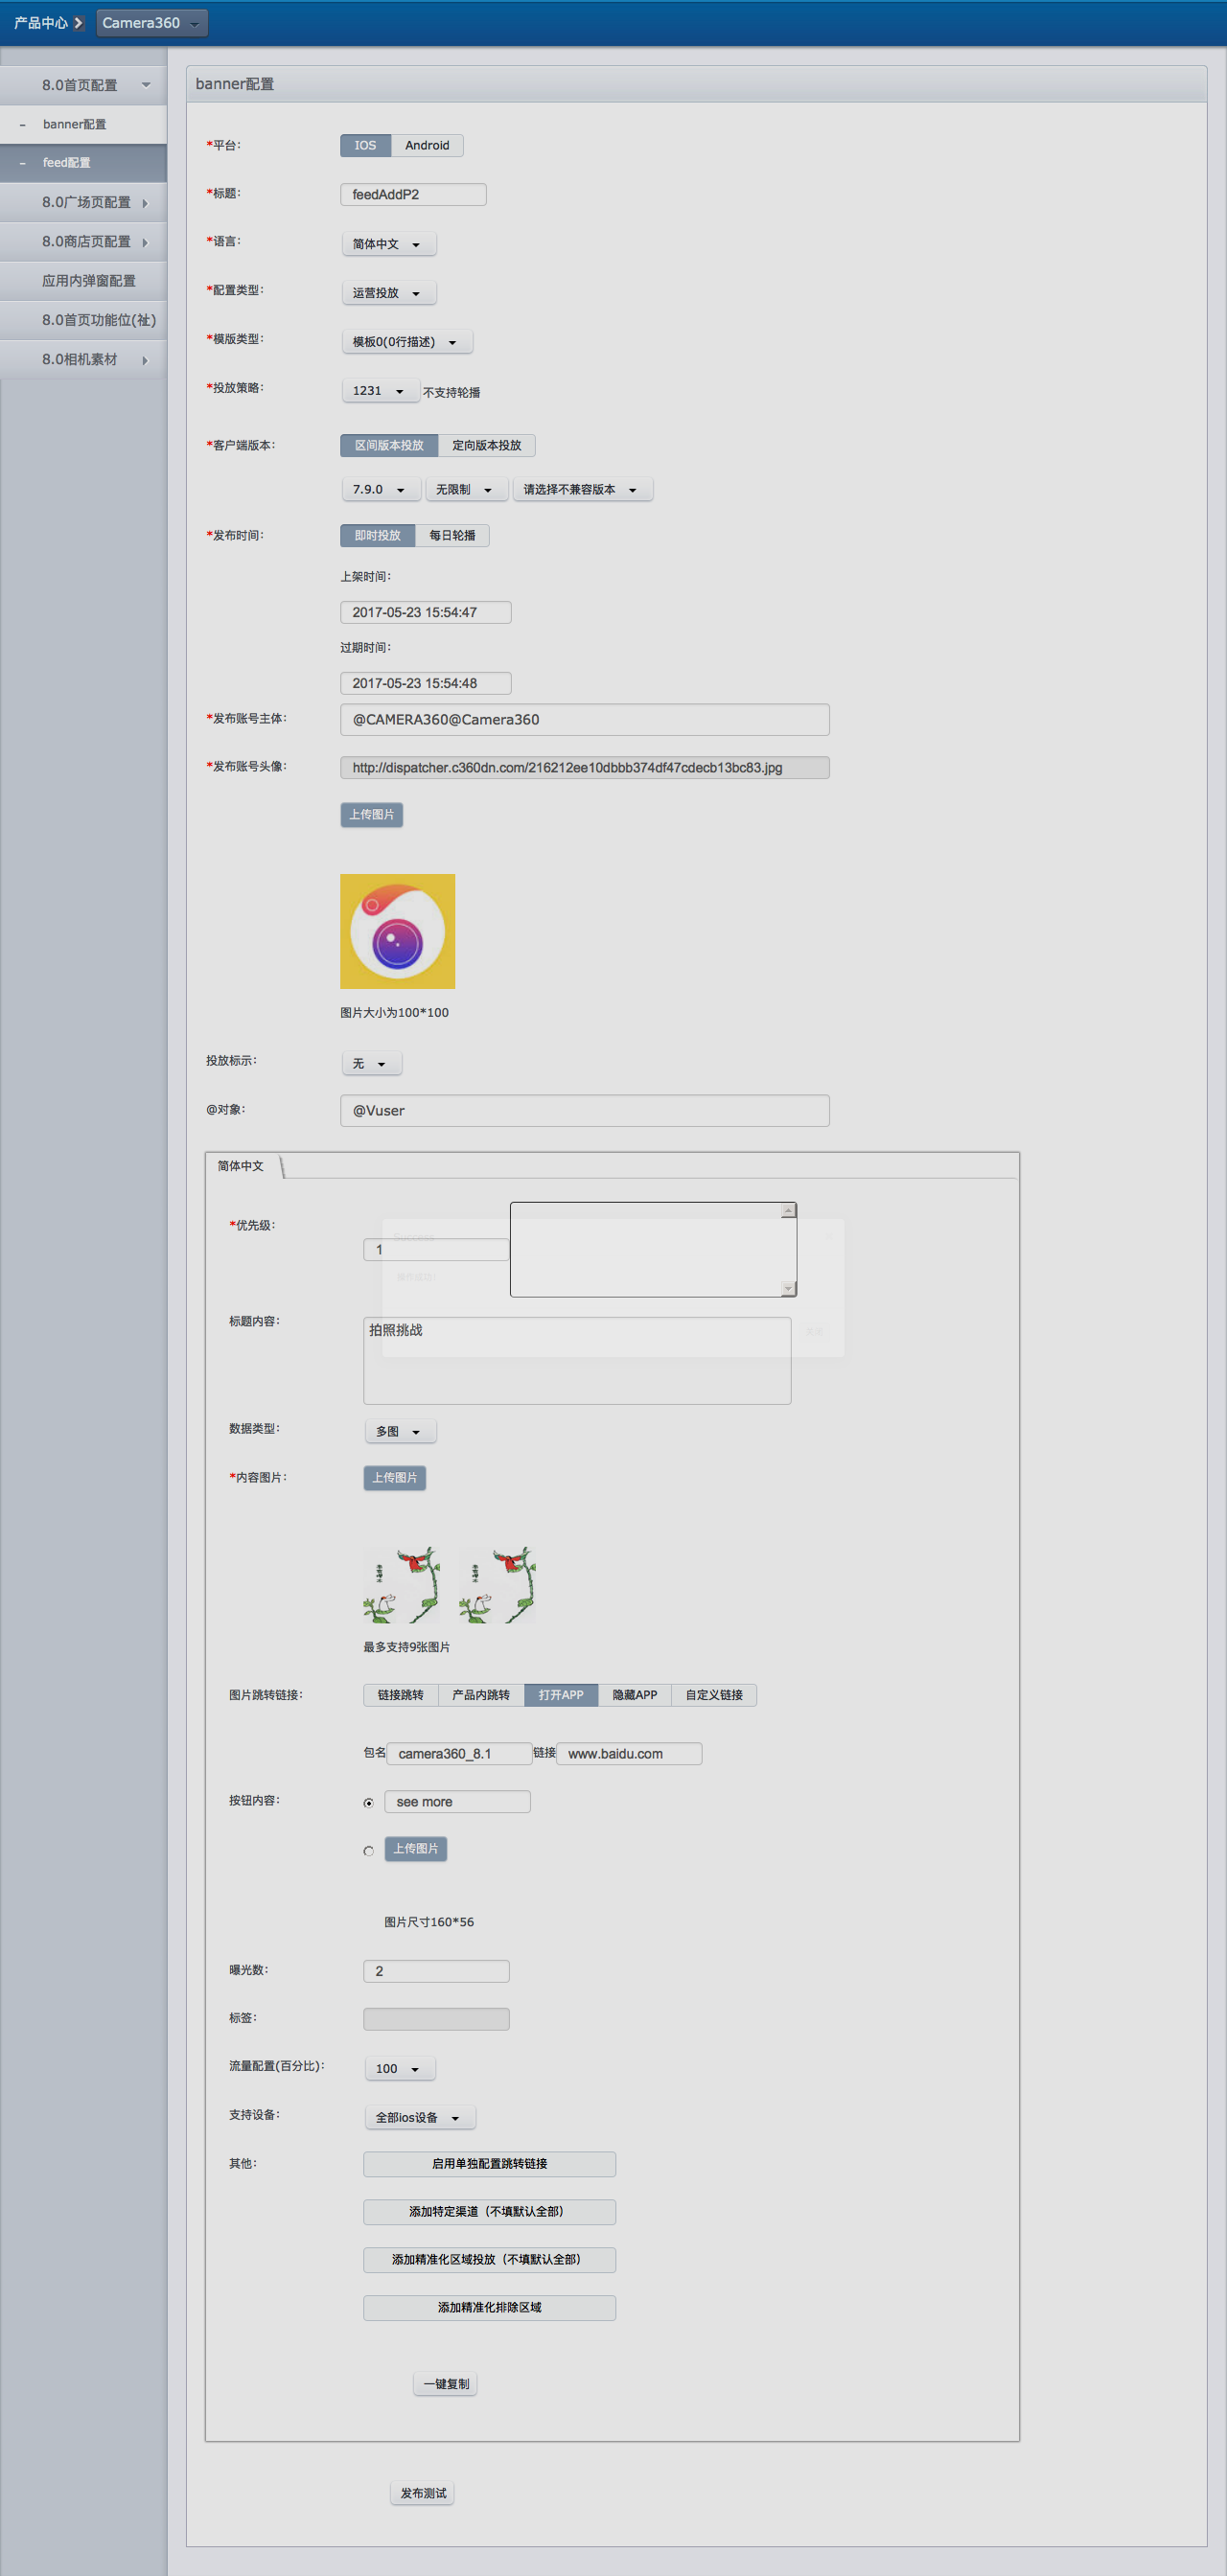 产品中心
Camera360
8.0首页配置
banner配置
feed配置
8.0广场页配置
8.0商店页配置
应用内弹窗配置
8.0首页功能位(祉)
8.0相机素材
banner配置
*平台:
IOS Android
*标题:
feedAddP2
*语言:
简体中文
*配置类型:
运营投放
*模版类型:
模板0(0行描述)
*投放策略:
1231 不支持轮播
*客户端版本:
区间版本投放 定向版本投放
7.9.0 无限制 请选择不兼容版本
*发布时间:
即时投放 每日轮播
上架时间:
2017-05-23 15:54:47
过期时间:
2017-05-23 15:54:48
*发布账号主体:
@CAMERA360@Camera360
*发布账号头像:
http://dispatcher.c360dn.com/216212ee10dbbb374df47cdecb13bc83.jpg
上传图片
图片大小为100*100
投放标示:
无
@对象:
@Vuser
简体中文
*优先级:
1
Success
标题内容:
拍照挑战
关闭
数据类型:
多图
*内容图片:
上传图片
最多支持9张图片
图片跳转链接:
链接跳转 产品内跳转 打开APP 隐藏APP 自定义链接
包名 camera360_8.1 链接 www.baidu.com
按钮内容:
see more
上传图片
图片尺寸160*56
曝光数:
2
标签:
流量配置(百分比):
100
支持设备:
全部ios设备
其他:
启用单独配置跳转链接
添加特定渠道（不填默认全部）
添加精准化区域投放（不填默认全部）
添加精准化排除区域
一键复制
发布测试